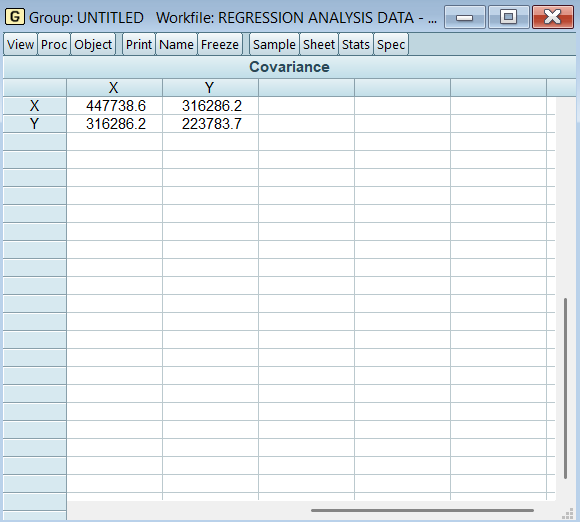 G Group: UNTITLED Workfile: REGRESSION ANALYSIS DATA - ...
View Proc Object Print Name Freeze Sample Sheet Stats Spec
Covariance
X Y
X 447738.6 316286.2
Y 316286.2 223783.7